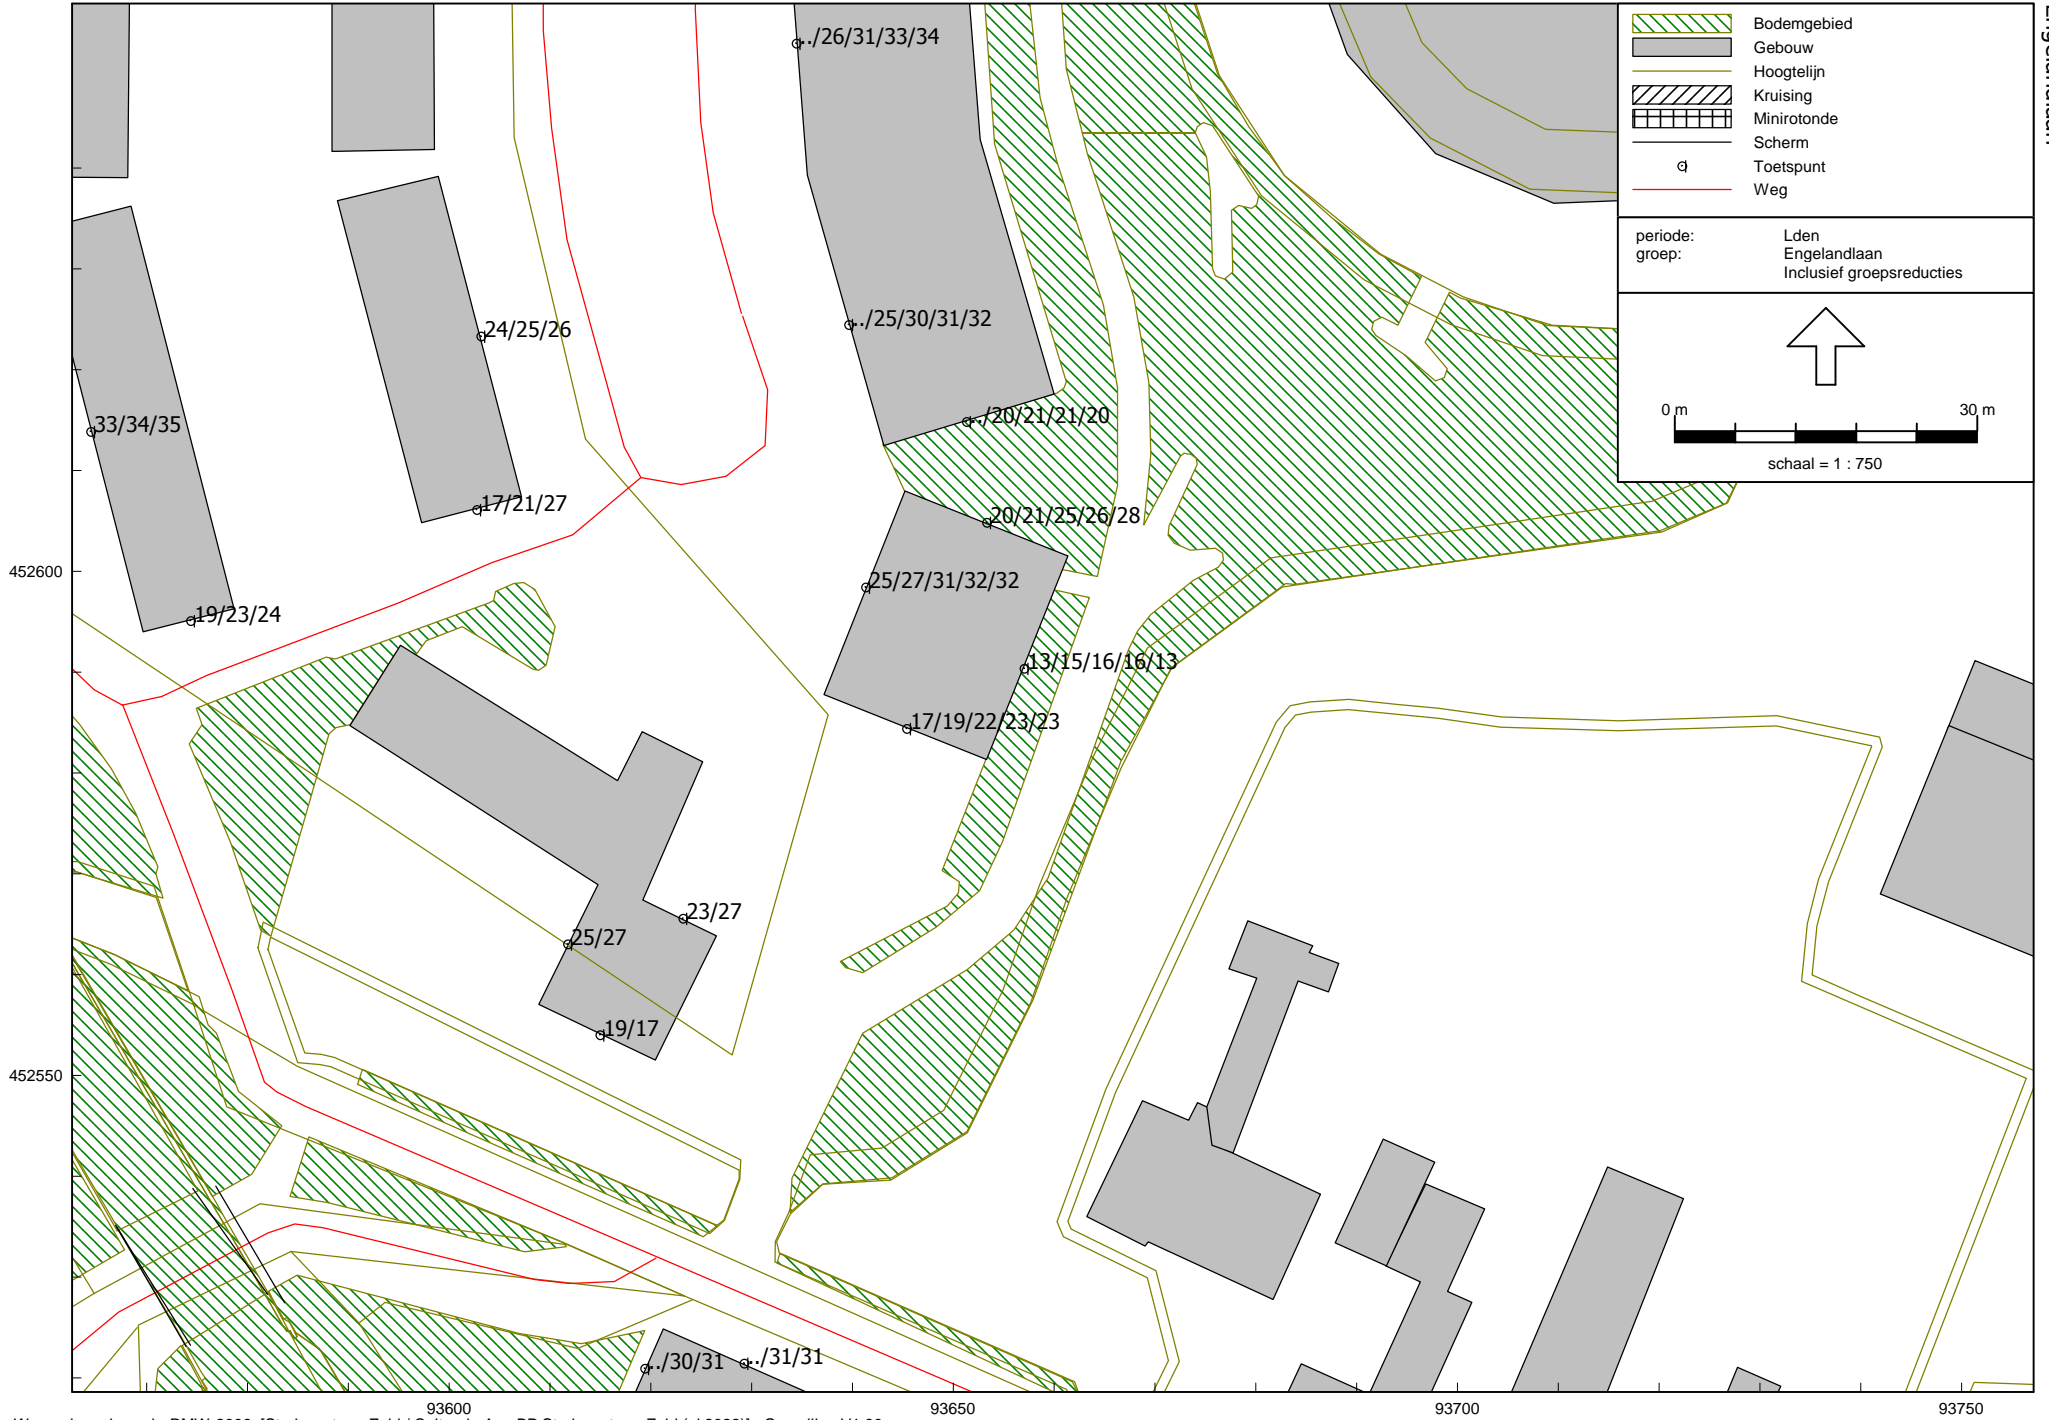 Bodemgebied
Gebouw
Hoogtelijn
Kruising
Minirotonde
Scherm
Toetspunt
Weg
periode: Lden
groep: Engelandlaan
Inclusief groepsreducties
0 m 30 m
schaal = 1 : 750
../26/31/33/34
24/25/26
../25/30/31/32
33/34/35
../20/21/21/20
17/21/27
20/21/25/26/28
452600
25/27/31/32/32
19/23/24
13/15/16/16/13
17/19/22/23/23
23/27
25/27
19/17
452550
../30/31
../31/31
93600
93650
93700
93750